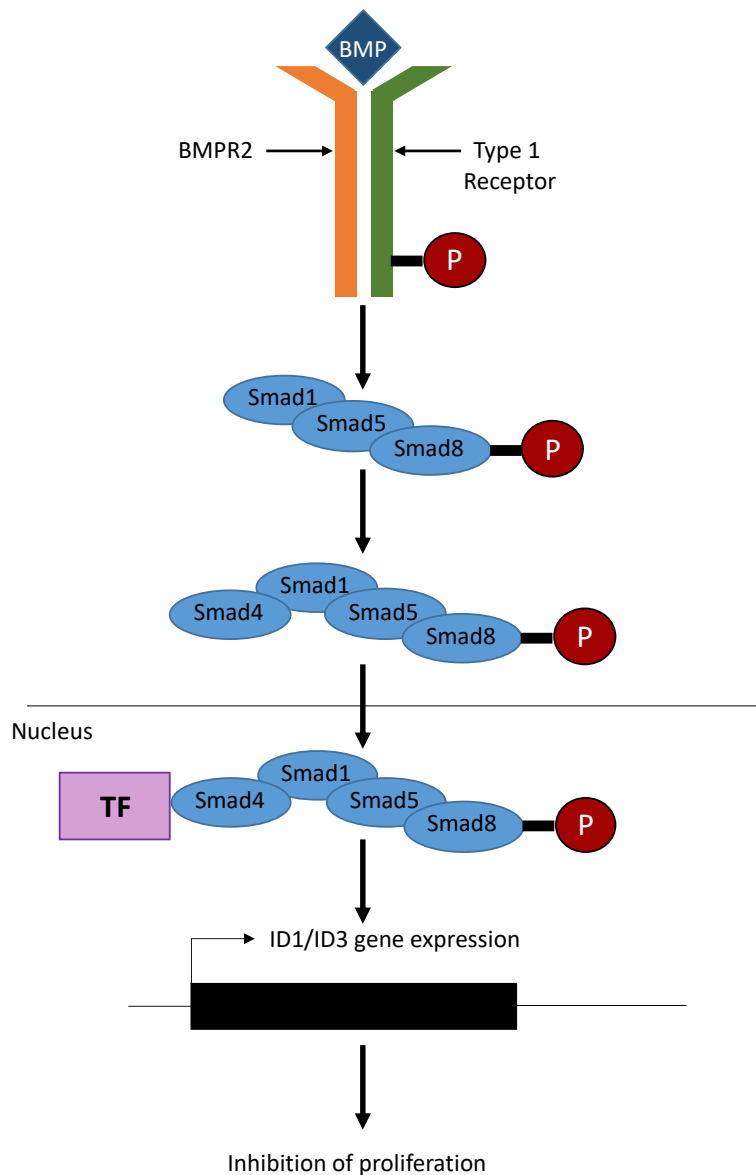 BMP
BMPR2
Type 1
Receptor
P
Smad1
Smad5
Smad8
P
Smad1
Smad4
Smad5
Smad8
P
Nucleus
TF
Smad1
Smad4
Smad5
Smad8
P
ID1/ID3 gene expression
Inhibition of proliferation